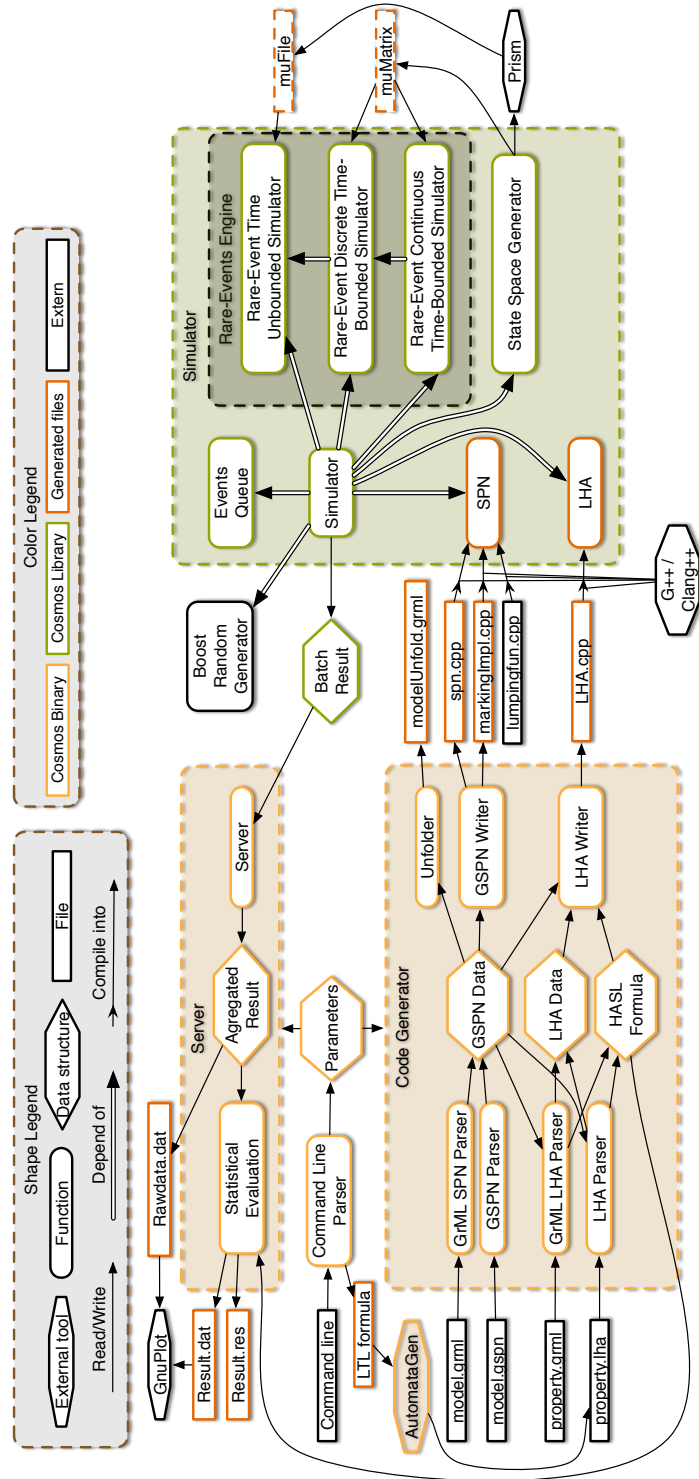 Shape Legend
External tool
Function
Data structure
File
Read/Write
Depend of
Compile into
Color Legend
Cosmos Binary
Cosmos Library
Generated files
Extern
GnuPlot
Rawdata.dat
Result.dat
Result.res
Server
Statistical
Evaluation
Agregated
Result
Server
Batch
Result
Boost
Random
Generator
Command line
LTL formula
AutomataGen
Command Line
Parser
Parameters
Simulator
Events
Queue
Simulator
Rare-Events Engine
Rare-Event Time
Unbounded Simulator
Rare-Event Discrete Time-
Bounded Simulator
Rare-Event Continuous
Time-Bounded Simulator
State Space Generator
SPN
LHA
muFile
muMatrix
Prism
Code Generator
model.grml
model.gspn
property.grml
property.lha
GrML SPN Parser
GSPN Parser
GrML LHA Parser
LHA Parser
GSPN Data
LHA Data
HASL
Formula
Unfolder
GSPN Writer
LHA Writer
modelUnfold.grml
spn.cpp
markingImpl.cpp
lumpingfun.cpp
LHA.cpp
G++ /
Clang++